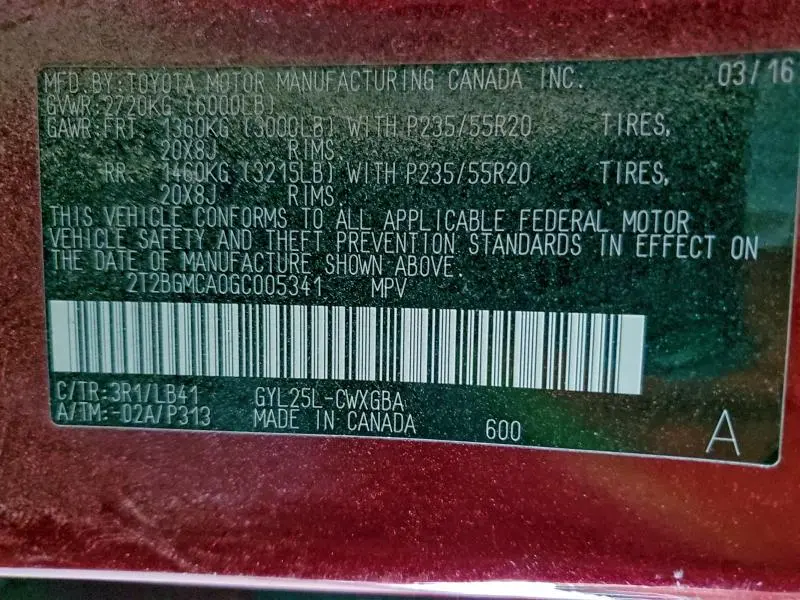 MFD.BY:TOYOTA MOTOR MANUFACTURING CANADA INC. 03/16
GVWR:2720KG (6000LB)
GAWR:FRT. 1360KG (3000LB) WITH P235/55R20 TIRES,
20X8J RIMS
RR. 1460KG (3215LB) WITH P235/55R20 TIRES,
20X8J RIMS
THIS VEHICLE CONFORMS TO ALL APPLICABLE FEDERAL MOTOR
VEHICLE SAFETY AND THEFT PREVENTION STANDARDS IN EFFECT ON
THE DATE OF MANUFACTURE SHOWN ABOVE.
2T2BGMCA0GC005341 MPV
C/TR:3R1/LB41 GYL25L-CWXGBA
A/TM:-02A/P313 MADE IN CANADA 600 A